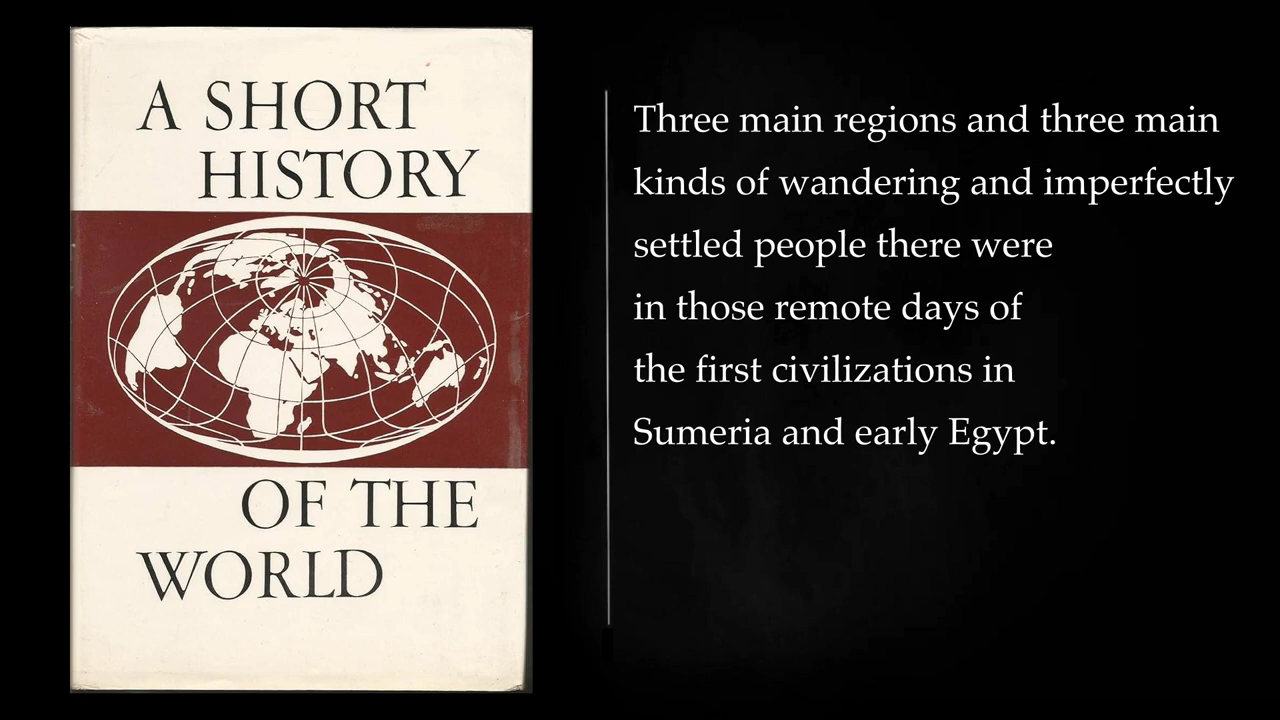 A SHORT
HISTORY
OF THE
WORLD
Three main regions and three main
kinds of wandering and imperfectly
settled people there were
in those remote days of
the first civilizations in
Sumeria and early Egypt.